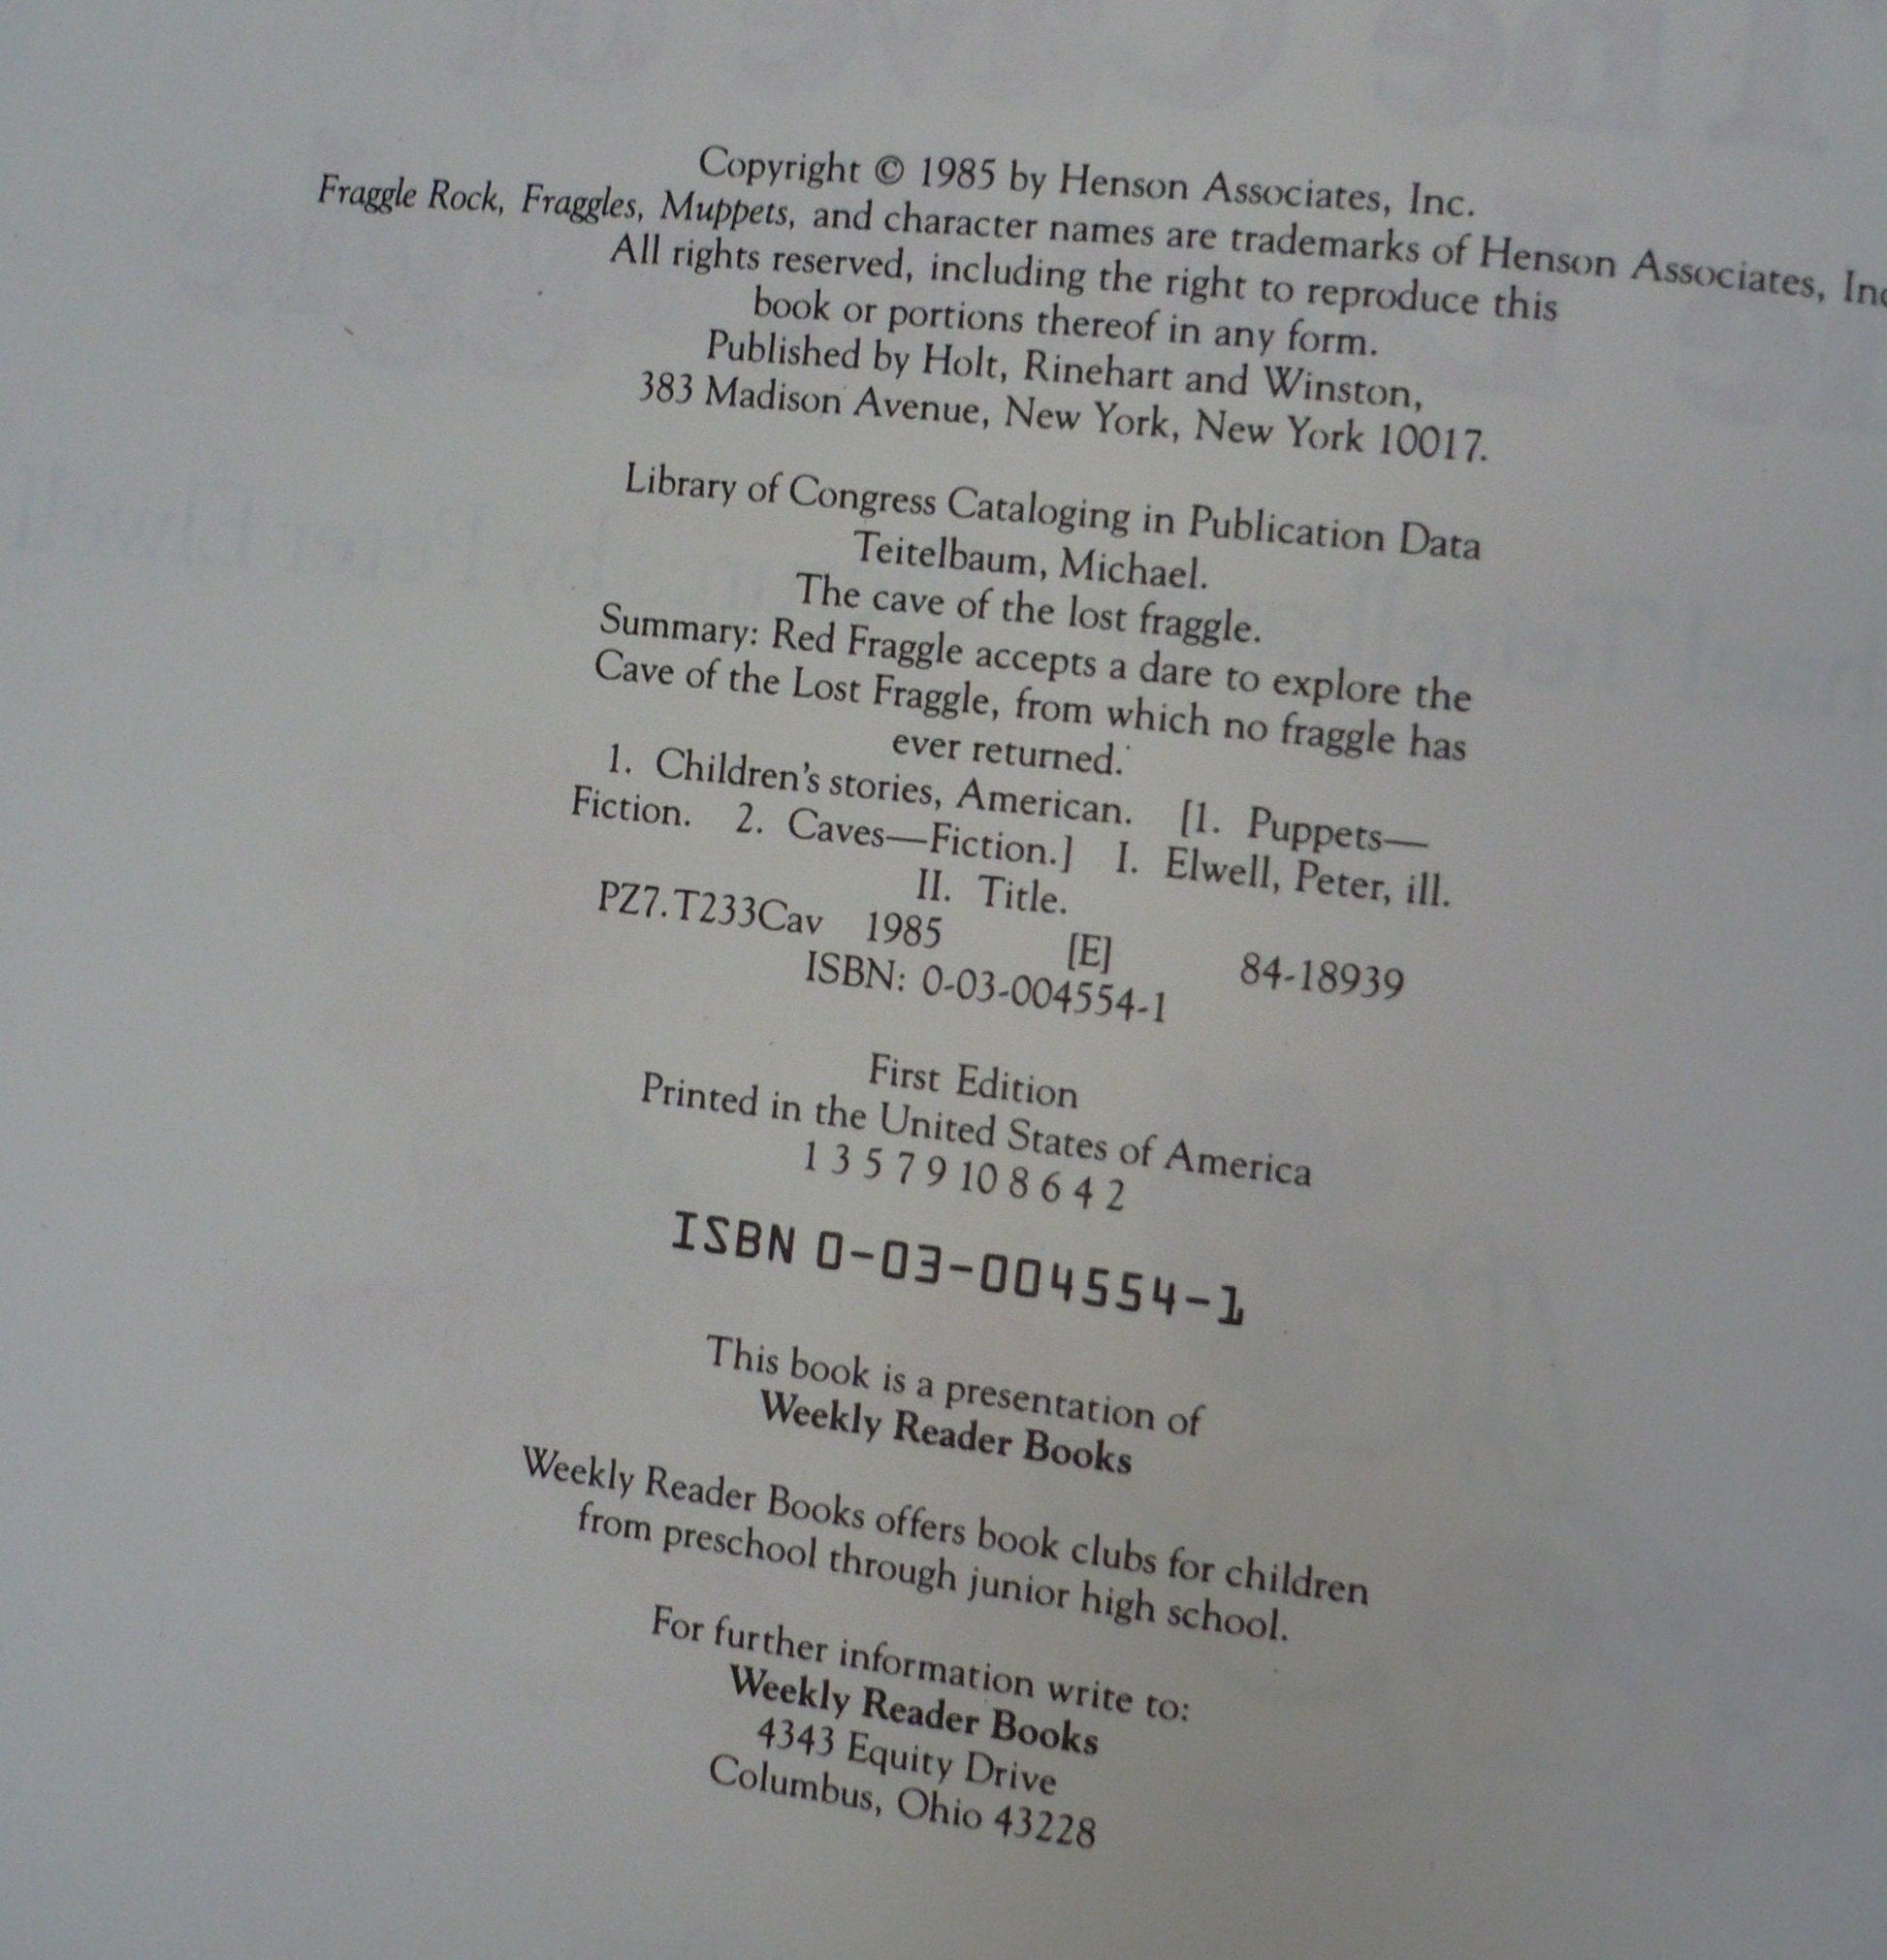 Copyright © 1985 by Henson Associates, Inc.
Fraggle Rock, Fraggles, Muppets, and character names are trademarks of Henson Associates, Inc
All rights reserved, including the right to reproduce this
book or portions thereof in any form.
Published by Holt, Rinehart and Winston,
383 Madison Avenue, New York, New York 10017.
Library of Congress Cataloging in Publication Data
Teitelbaum, Michael.
The cave of the lost fraggle.
Summary: Red Fraggle accepts a dare to explore the
Cave of the Lost Fraggle, from which no fraggle has
ever returned.
1. Children's stories, American. [1. Puppets—
Fiction. 2. Caves—Fiction.] I. Elwell, Peter, ill.
II. Title.
PZ7.T233Cav 1985 [E] 84-18939
ISBN: 0-03-004554-1
First Edition
Printed in the United States of America
1 3 5 7 9 10 8 6 4 2
ISBN 0-03-004554-1
This book is a presentation of
Weekly Reader Books
Weekly Reader Books offers book clubs for children
from preschool through junior high school.
For further information write to:
Weekly Reader Books
4343 Equity Drive
Columbus, Ohio 43228